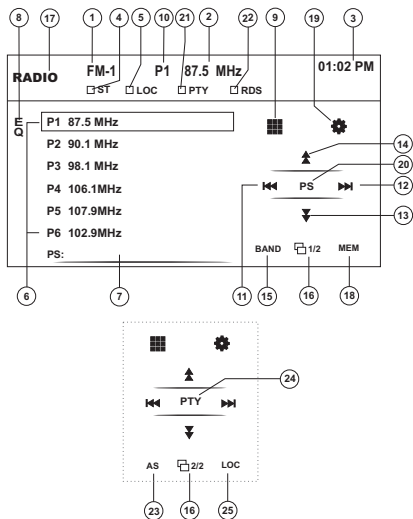 8 17 1 4 5 10 21 2 22 9 19 3
RADIO FM-1 P1 87.5 MHz 01:02 PM
ST LOC PTY RDS
EQ
P1 87.5 MHz
P2 90.1 MHz
P3 98.1 MHz
P4 106.1MHz
P5 107.9MHz
P6 102.9MHz
PS:
14
20
PS
12
13
BAND 1/2 MEM
6 7 11 15 16 18
24
PTY
AS 2/2 LOC
23 16 25